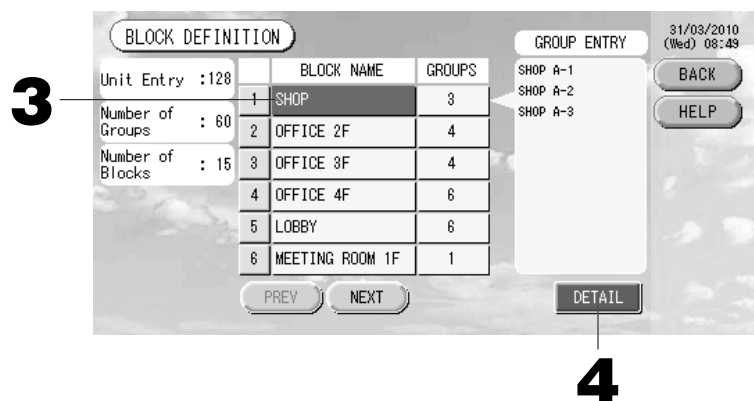 BLOCK DEFINITION
GROUP ENTRY
31/03/2010
(Wed) 08:49
Unit Entry :128
Number of
Groups : 60
Number of
Blocks : 15
BLOCK NAME GROUPS
1 SHOP 3
2 OFFICE 2F 4
3 OFFICE 3F 4
4 OFFICE 4F 6
5 LOBBY 6
6 MEETING ROOM 1F 1
SHOP A-1
SHOP A-2
SHOP A-3
BACK
HELP
PREV NEXT DETAIL
3
4